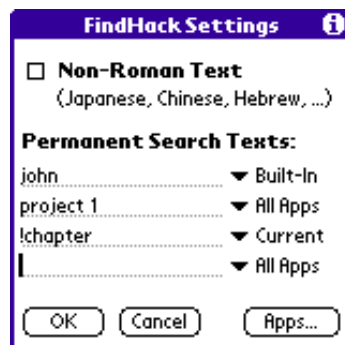 FindHack Settings i
Non-Roman Text
(Japanese, Chinese, Hebrew, ...)
Permanent Search Texts:
john Built-In
project 1 All Apps
!chapter Current
All Apps
OK Cancel Apps...